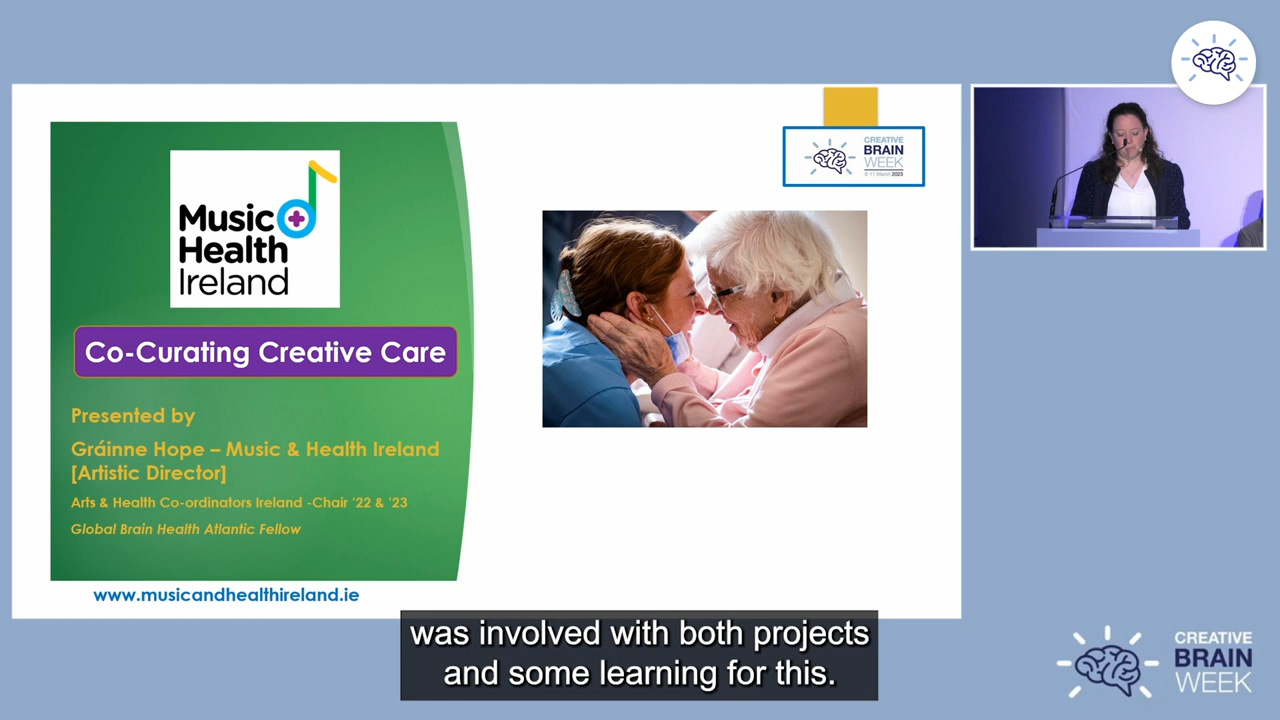 Music
Health
Ireland
Co-Curating Creative Care
Presented by
Gráinne Hope – Music & Health Ireland
[Artistic Director]
Arts & Health Co-ordinators Ireland -Chair '22 & '23
Global Brain Health Atlantic Fellow
www.musicandhealthireland.ie
CREATIVE
BRAIN
WEEK
6-11 March 2023
was involved with both projects
and some learning for this.
CREATIVE
BRAIN
WEEK